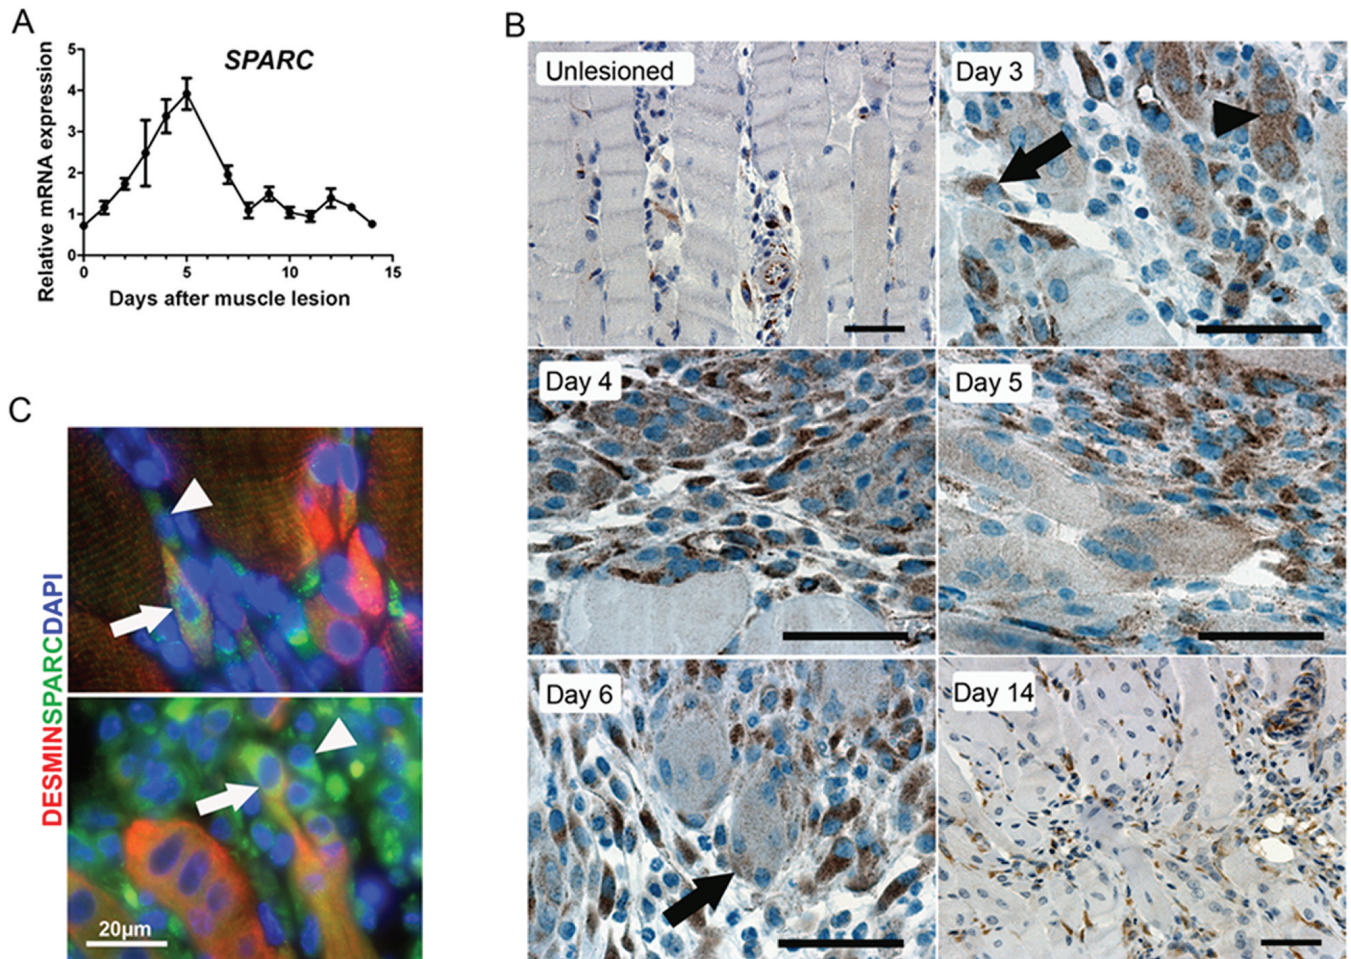 A
SPARC
Relative mRNA expression
5
4
3
2
1
0
0 5 10 15
Days after muscle lesion
B
Unlesioned
Day 3
Day 4
Day 5
Day 6
Day 14
C
DESMINSPARCDAPI
20µm